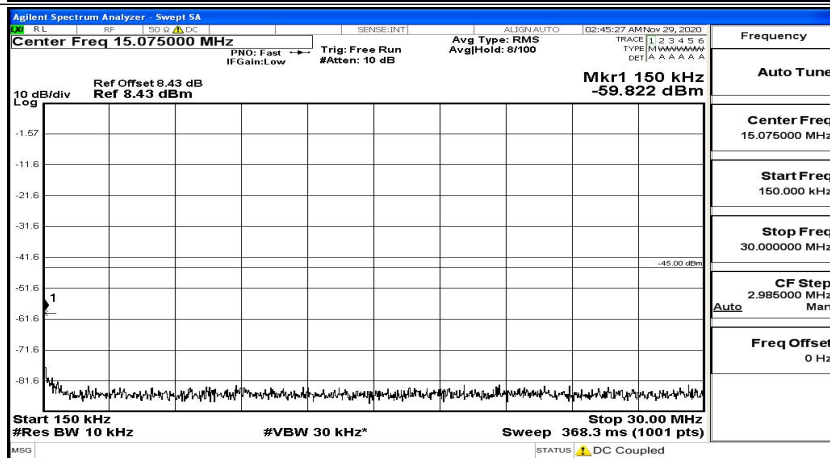 Agilent Spectrum Analyzer - Swept SA
LXI RL RF 50 Ω DC SENSE:INT ALIGN AUTO 02:45:27 AM Nov 29, 2020
Center Freq 15.075000 MHz
PNO: Fast
IFGain:Low
Trig: Free Run
#Atten: 10 dB
Avg Type: RMS
Avg|Hold: 8/100
TRACE 1 2 3 4 5 6
TYPE M W W W W W
DET A A A A A A
Ref Offset 8.43 dB
Ref 8.43 dBm
10 dB/div
Log
Mkr1 150 kHz
-59.822 dBm
-1.57
-11.6
-21.6
-31.6
-41.6
-45.00 dBm
-51.6
1
-61.6
-71.6
-81.6
Start 150 kHz
Stop 30.00 MHz
#Res BW 10 kHz
#VBW 30 kHz*
Sweep 368.3 ms (1001 pts)
MSG
STATUS
DC Coupled
Frequency
Auto Tune
Center Freq
15.075000 MHz
Start Freq
150.000 kHz
Stop Freq
30.000000 MHz
CF Step
2.985000 MHz
Auto Man
Freq Offset
0 Hz